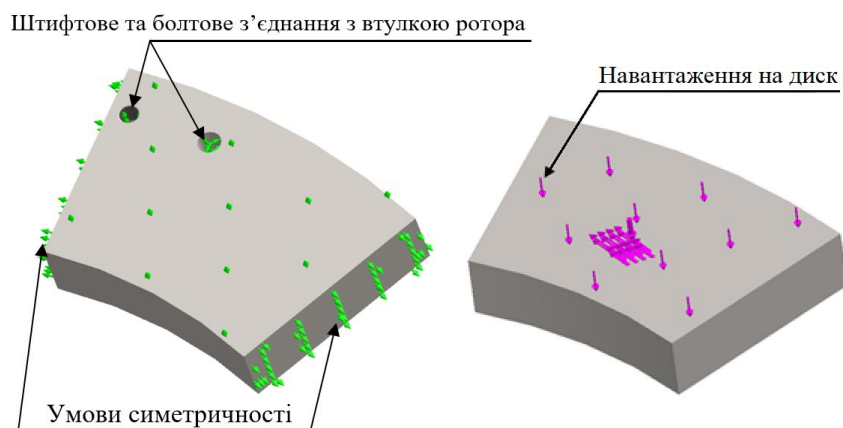 Штифтове та болтове з’єднання з втулкою ротора
Навантаження на диск
Умови симетричності